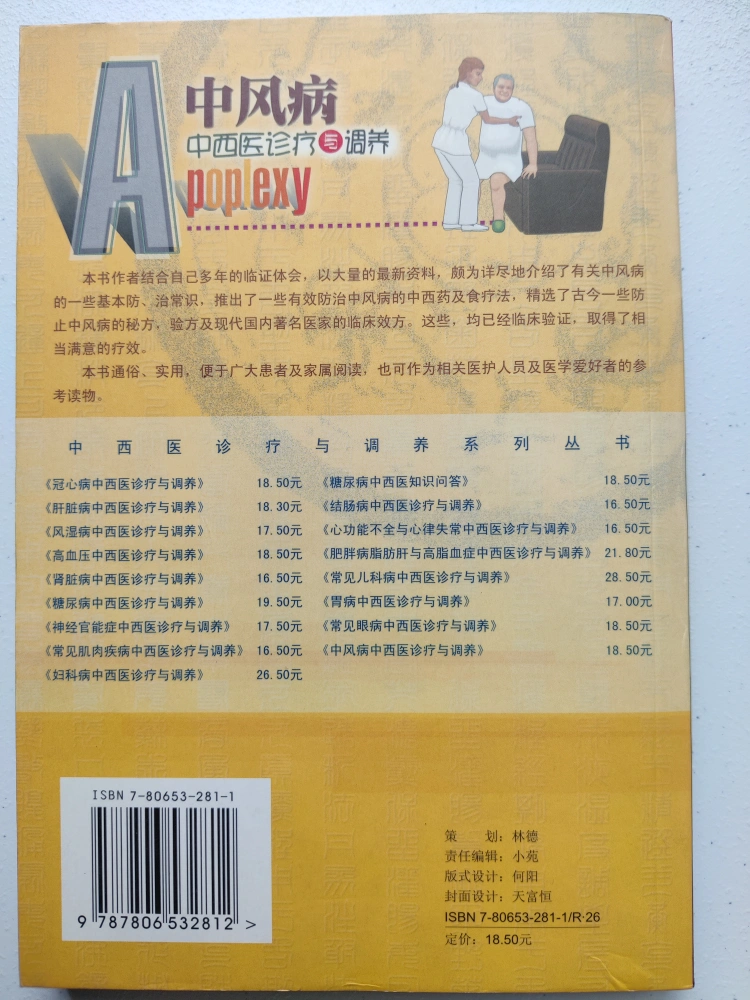 中风病
中西医诊疗与调养
Apoplexy
本书作者结合自己多年的临证体会，以大量的最新资料，颇为详尽地介绍了有关中风病
的一些基本防、治常识，推出了一些有效防治中风病的中西药及食疗法，精选了古今一些防
止中风病的秘方，验方及现代国内著名医家的临床效方。这些，均已经临床验证，取得了相
当满意的疗效。
本书通俗、实用，便于广大患者及家属阅读，也可作为相关医护人员及医学爱好者的参
考读物。
中西医诊疗与调养系列丛书
《冠心病中西医诊疗与调养》 18.50元
《肝脏病中西医诊疗与调养》 18.30元
《风湿病中西医诊疗与调养》 17.50元
《高血压中西医诊疗与调养》 18.50元
《肾脏病中西医诊疗与调养》 16.50元
《糖尿病中西医诊疗与调养》 19.50元
《神经官能症中西医诊疗与调养》 17.50元
《常见肌肉疾病中西医诊疗与调养》 16.50元
《妇科病中西医诊疗与调养》 26.50元
《糖尿病中西医知识问答》 18.50元
《结肠病中西医诊疗与调养》 16.50元
《心功能不全与心律失常中西医诊疗与调养》 16.50元
《肥胖病脂肪肝与高脂血症中西医诊疗与调养》 21.80元
《常见儿科病中西医诊疗与调养》 28.50元
《胃病中西医诊疗与调养》 17.00元
《常见眼病中西医诊疗与调养》 18.50元
《中风病中西医诊疗与调养》 18.50元
ISBN 7-80653-281-1
9 787806 532812 >
策 划：林德
责任编辑：小苑
版式设计：何阳
封面设计：天富恒
ISBN 7-80653-281-1/R·26
定价：18.50元